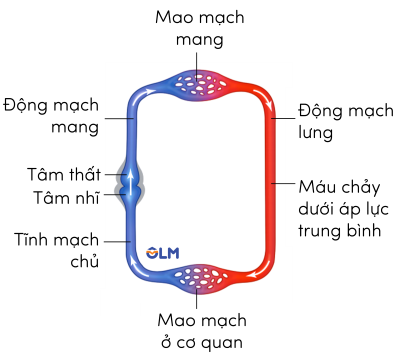 Mao mạch
mang
Động mạch
mang
Động mạch
lưng
Tâm thất
Tâm nhĩ
Máu chảy
dưới áp lực
trung bình
Tĩnh mạch
chủ
OLM
Mao mạch
ở cơ quan